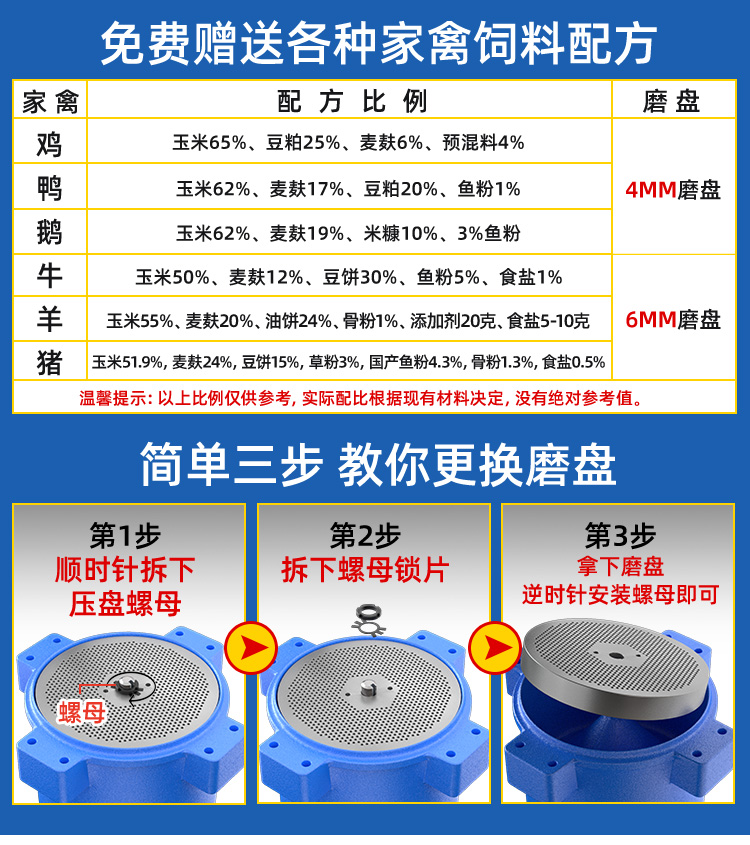 免费赠送各种家禽饲料配方
家禽 配方比例 磨盘
鸡 玉米65%、豆粕25%、麦麸6%、预混料4%
鸭 玉米62%、麦麸17%、豆粕20%、鱼粉1% 4MM磨盘
鹅 玉米62%、麦麸19%、米糠10%、3%鱼粉
牛 玉米50%、麦麸12%、豆饼30%、鱼粉5%、食盐1%
羊 玉米55%、麦麸20%、油饼24%、骨粉1%、添加剂20克、食盐5-10克 6MM磨盘
猪 玉米51.9%, 麦麸24%, 豆饼15%, 草粉3%, 国产鱼粉4.3%, 骨粉1.3%, 食盐0.5%
温馨提示: 以上比例仅供参考, 实际配比根据现有材料决定, 没有绝对参考值。
简单三步 教你更换磨盘
第1步
顺时针拆下
压盘螺母
螺母
第2步
拆下螺母锁片
第3步
拿下磨盘
逆时针安装螺母即可